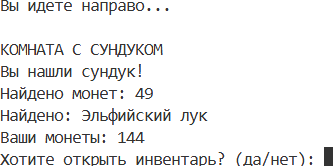 Вы идете направо...
КОМНАТА С СУНДУКОМ
Вы нашли сундук!
Найдено монет: 49
Найдено: Эльфийский лук
Ваши монеты: 144
Хотите открыть инвентарь? (да/нет):